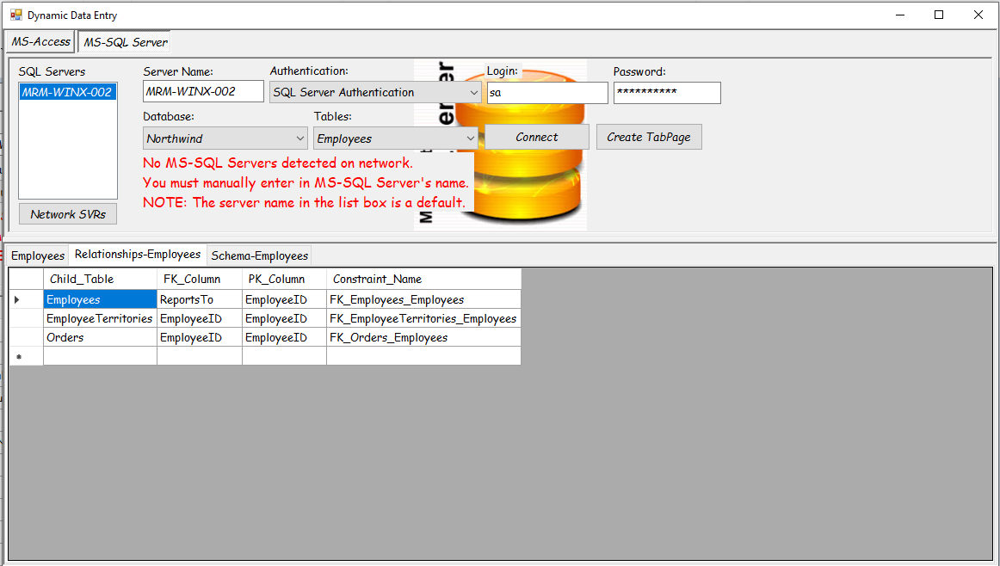 Dynamic Data Entry
MS-Access MS-SQL Server
SQL Servers Server Name: Authentication: Login: Password:
MRM-WINX-002 MRM-WINX-002 SQL Server Authentication sa **********
Database: Tables:
Northwind Employees Connect Create TabPage
No MS-SQL Servers detected on network.
You must manually enter in MS-SQL Server's name.
NOTE: The server name in the list box is a default.
Network SVRs
Employees Relationships-Employees Schema-Employees
Child_Table FK_Column PK_Column Constraint_Name
Employees ReportsTo EmployeeID FK_Employees_Employees
EmployeeTerritories EmployeeID EmployeeID FK_EmployeeTerritories_Employees
Orders EmployeeID EmployeeID FK_Orders_Employees
*